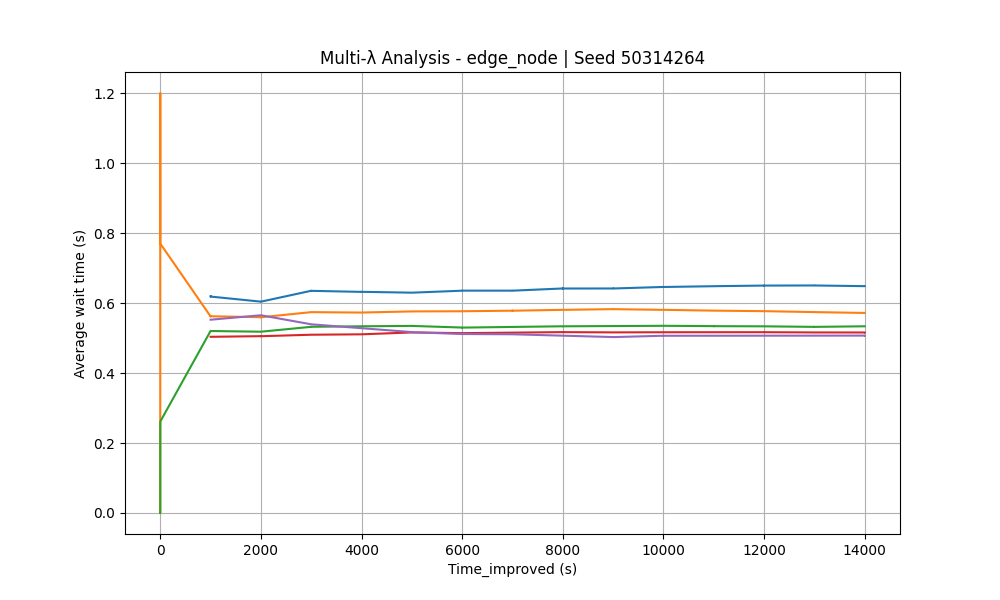 Multi-λ Analysis - edge_node | Seed 50314264
Average wait time (s)
1.2
1.0
0.8
0.6
0.4
0.2
0.0
0 2000 4000 6000 8000 10000 12000 14000
Time_improved (s)